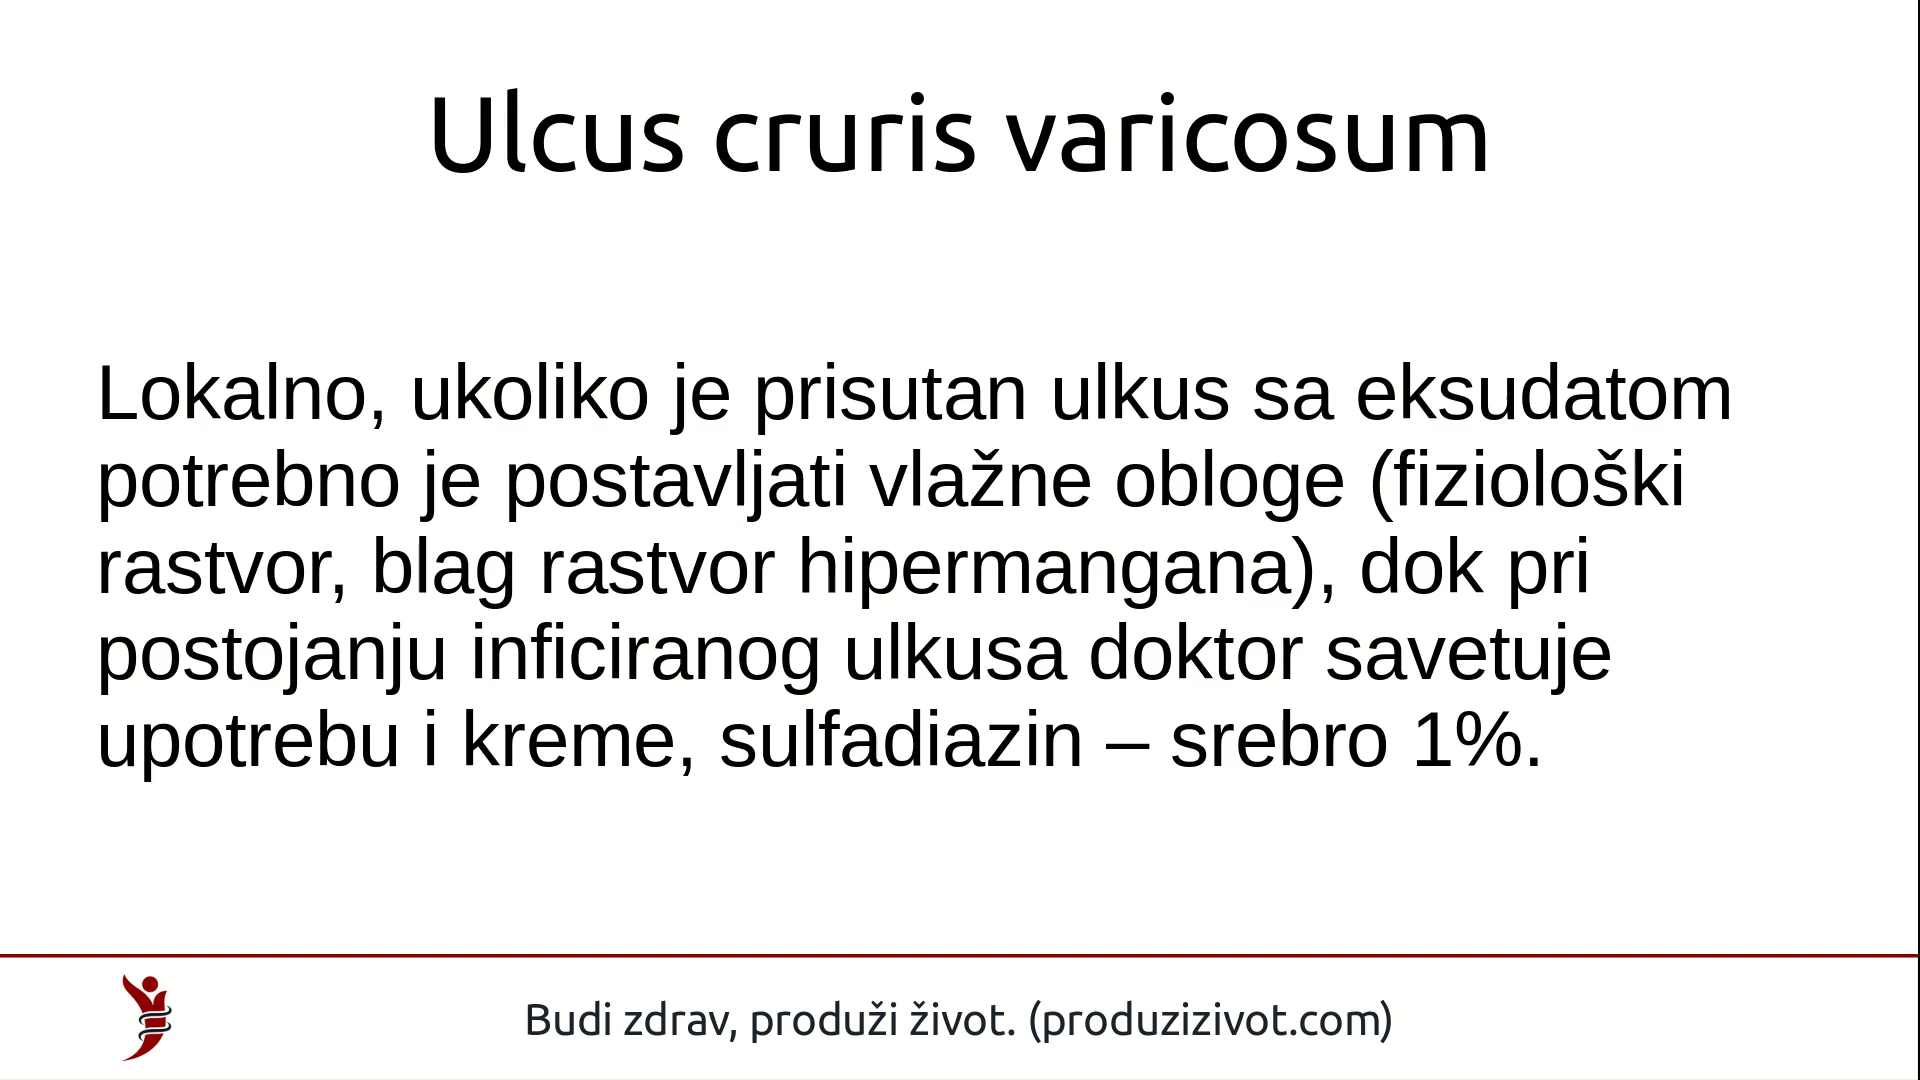 Ulcus cruris varicosum
Lokalno, ukoliko je prisutan ulkus sa eksudatom
potrebno je postavljati vlažne obloge (fiziološki
rastvor, blag rastvor hipermangana), dok pri
postojanju inficiranog ulkusa doktor savetuje
upotrebu i kreme, sulfadiazin – srebro 1%.
Budi zdrav, produži život. (produzizivot.com)